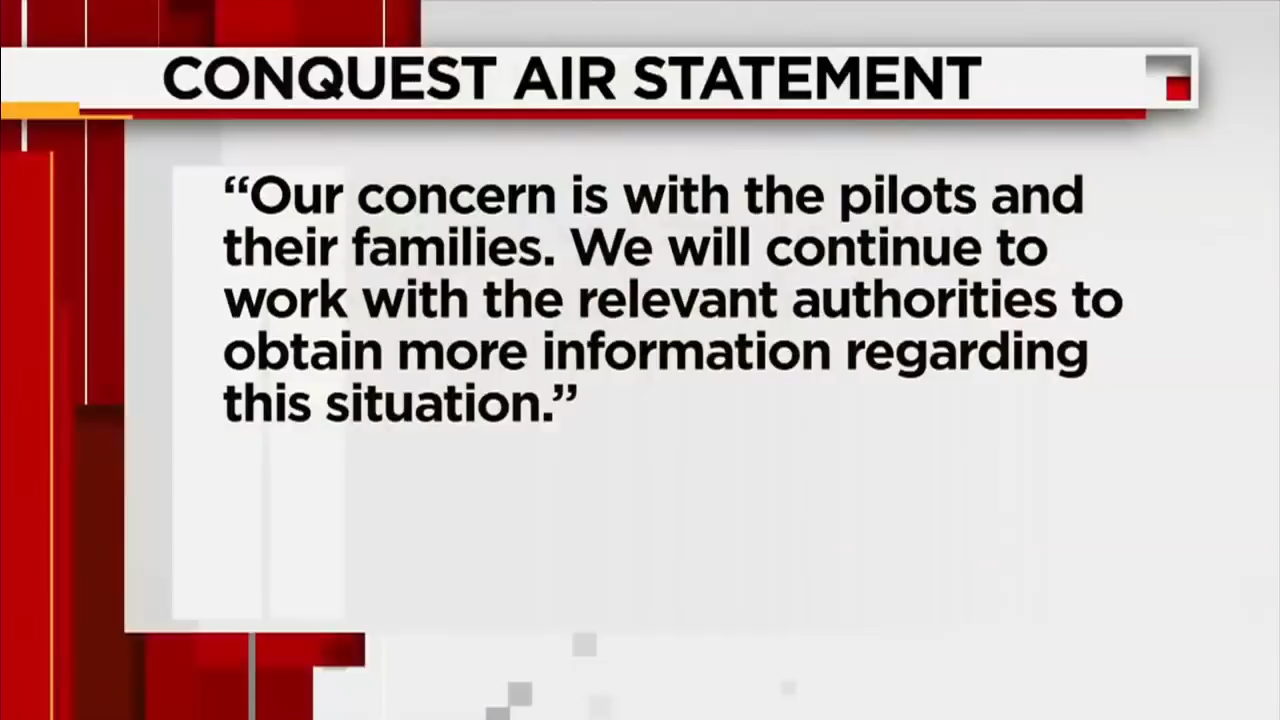 CONQUEST AIR STATEMENT
“Our concern is with the pilots and
their families. We will continue to
work with the relevant authorities to
obtain more information regarding
this situation.”